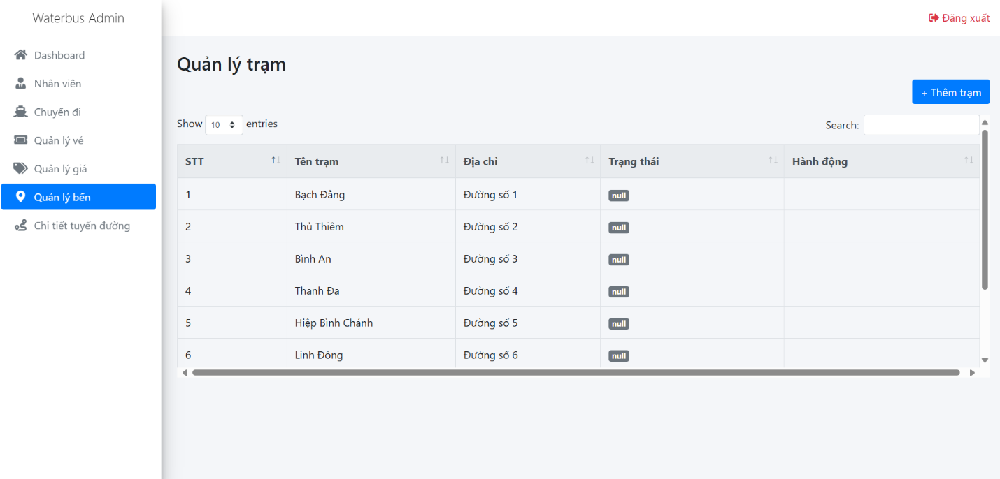 Waterbus Admin
Đăng xuất
Dashboard
Nhân viên
Chuyến đi
Quản lý vé
Quản lý giá
Quản lý bến
Chi tiết tuyến đường
Quản lý trạm
+ Thêm trạm
Show 10 entries
Search:
STT Tên trạm Địa chỉ Trạng thái Hành động
1 Bạch Đằng Đường số 1 null
2 Thủ Thiêm Đường số 2 null
3 Bình An Đường số 3 null
4 Thanh Đa Đường số 4 null
5 Hiệp Bình Chánh Đường số 5 null
6 Linh Đông Đường số 6 null